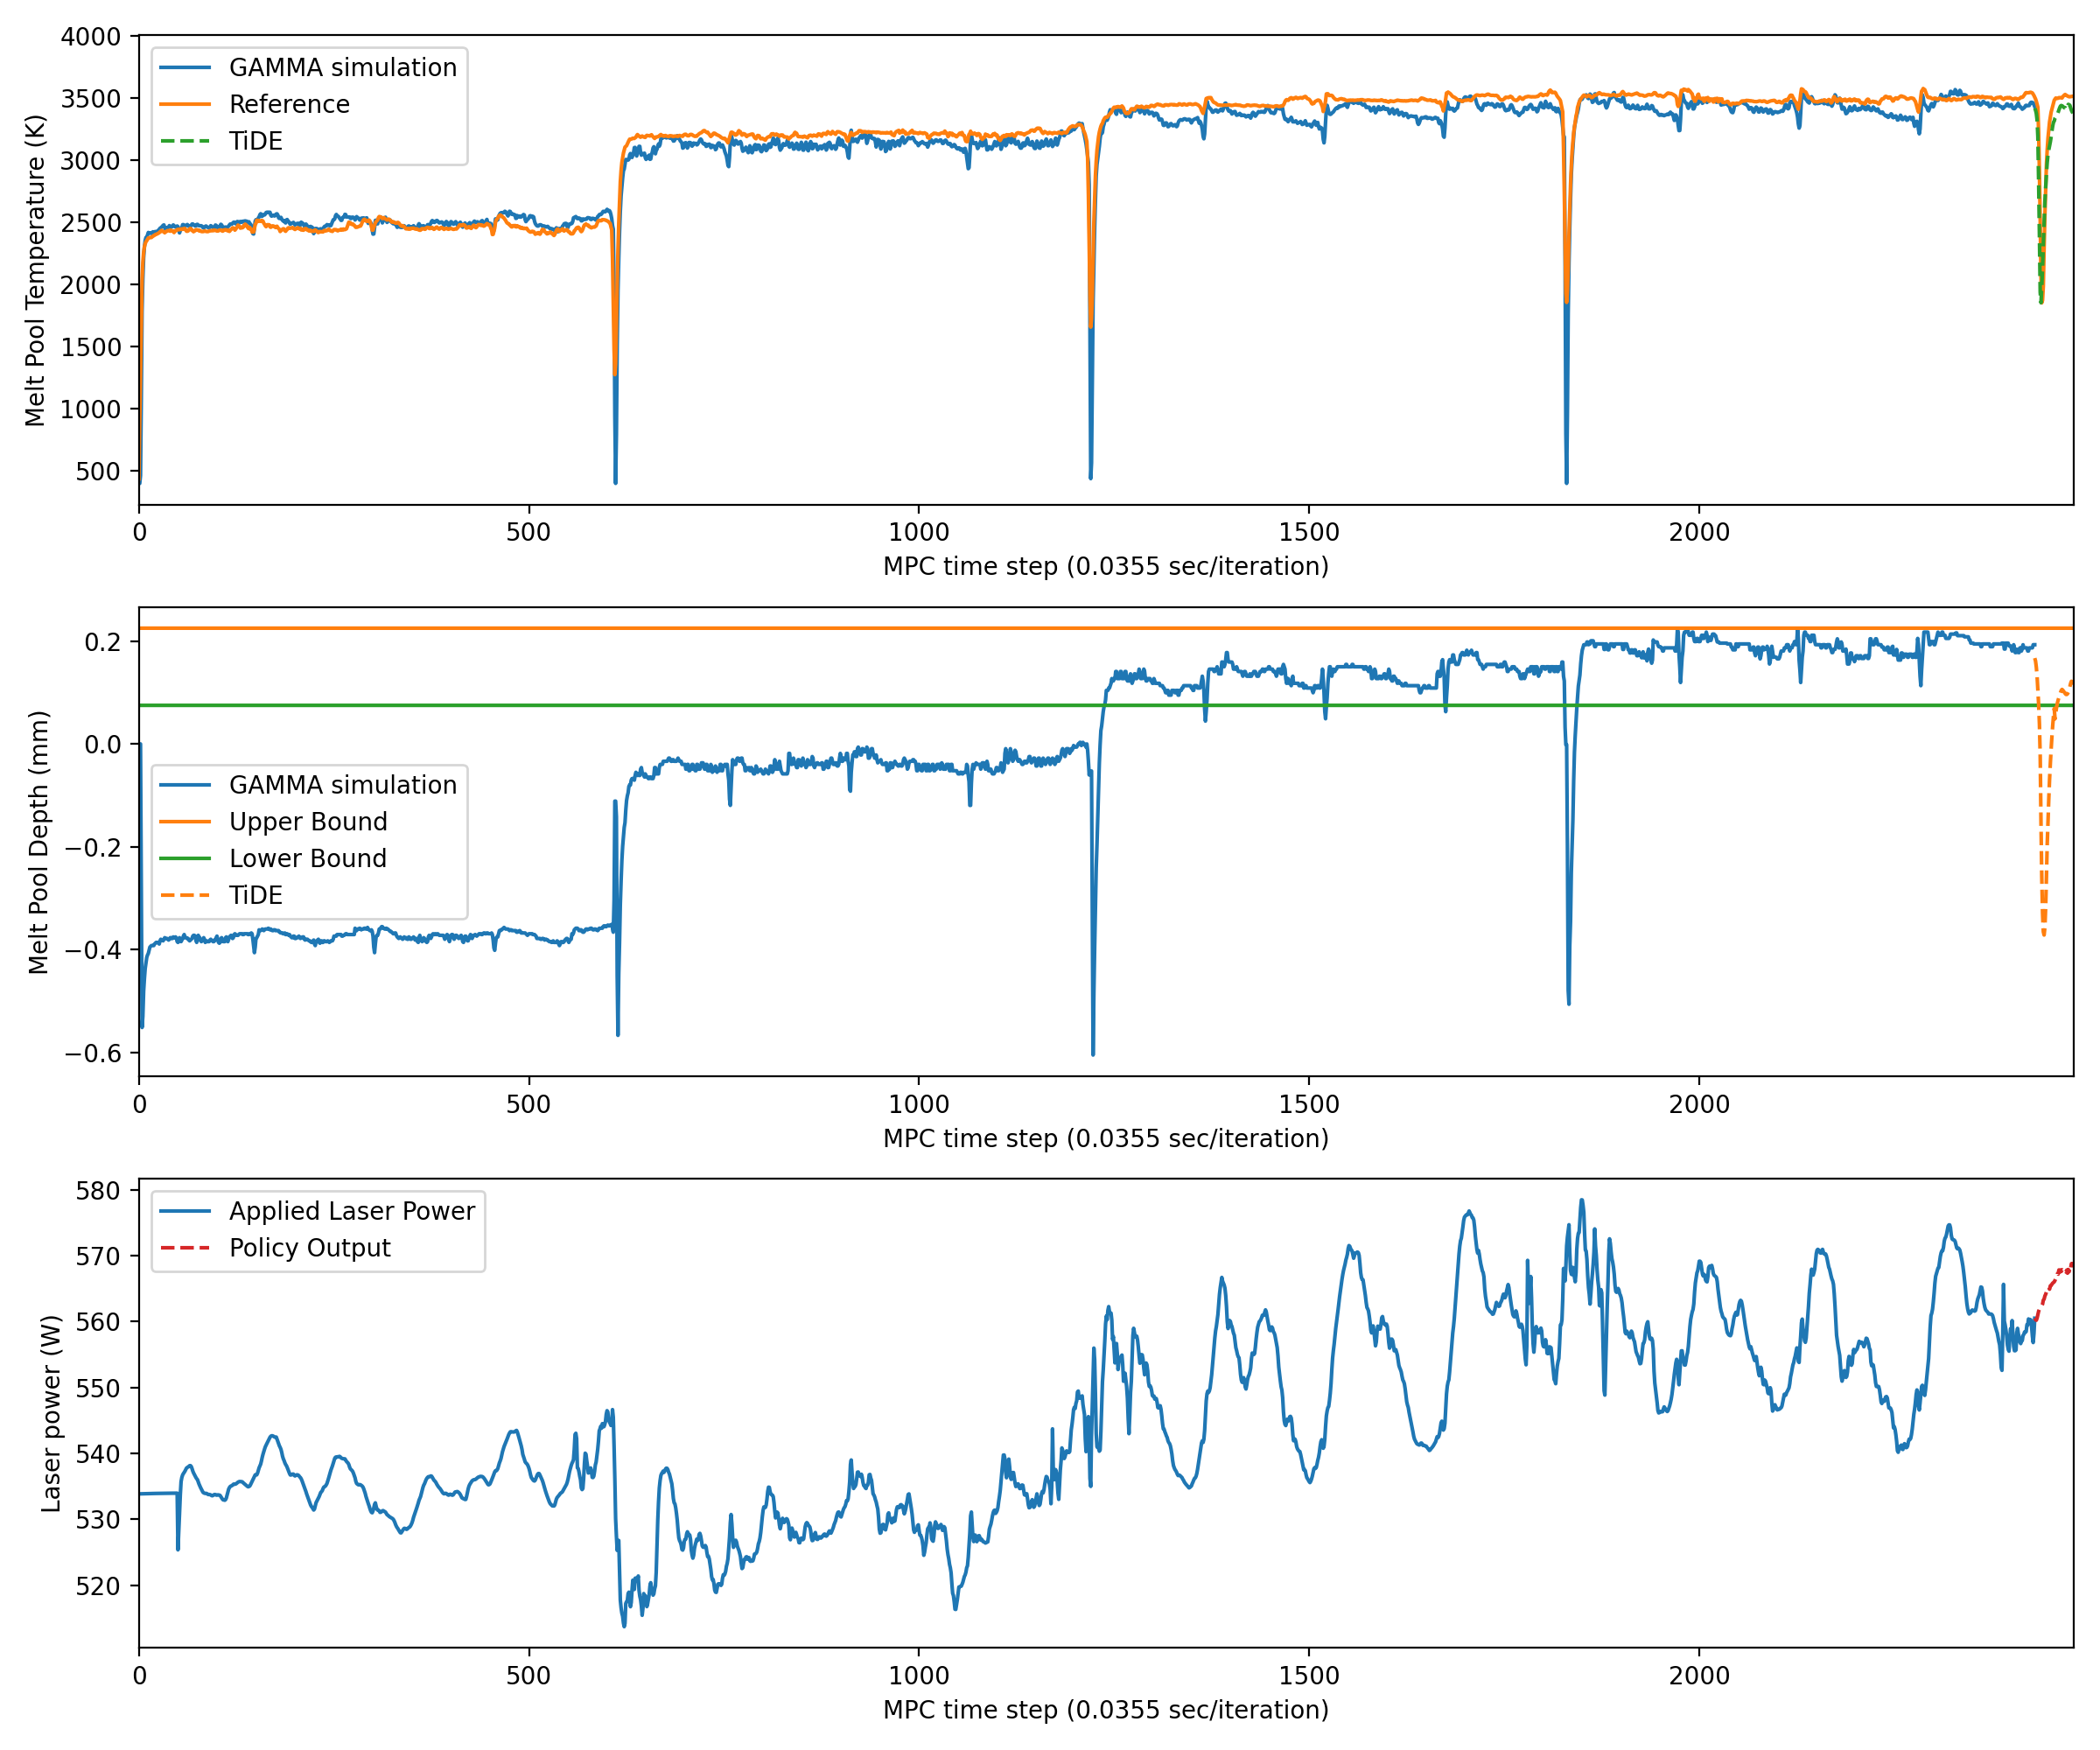 4000
3500
3000
2500
2000
1500
1000
500
Melt Pool Temperature (K)
GAMMA simulation
Reference
TiDE
0
500
1000
1500
2000
MPC time step (0.0355 sec/iteration)
0.2
0.0
−0.2
−0.4
−0.6
Melt Pool Depth (mm)
GAMMA simulation
Upper Bound
Lower Bound
TiDE
0
500
1000
1500
2000
MPC time step (0.0355 sec/iteration)
580
570
560
550
540
530
520
Laser power (W)
Applied Laser Power
Policy Output
0
500
1000
1500
2000
MPC time step (0.0355 sec/iteration)